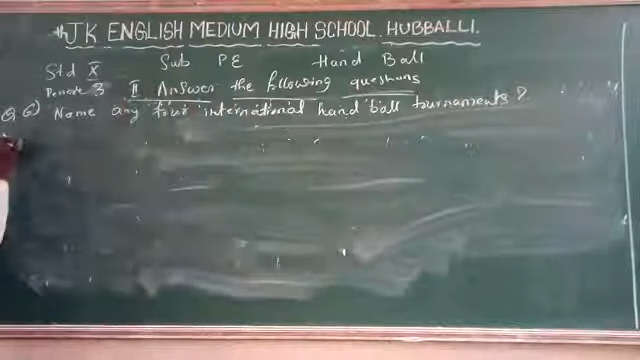 JK ENGLISH MEDIUM HIGH SCHOOL. HUBBALLI.
Std X Sub PE Hand Ball
3 II Answer the following questions
Q 6) Name any four international hand ball tournaments?